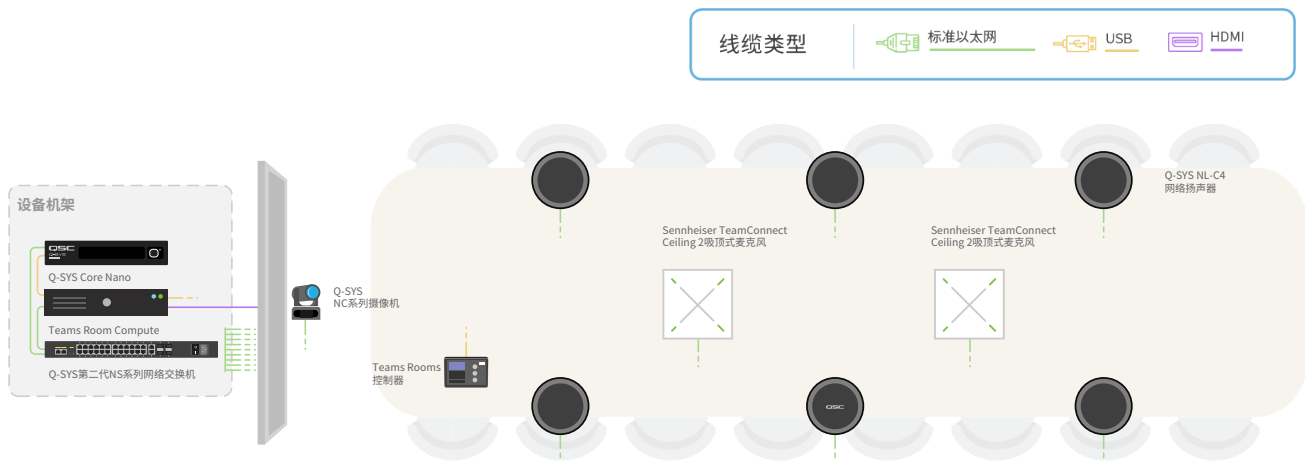 线缆类型
标准以太网
USB
HDMI
设备机架
QSC
Q-SYS Core Nano
Teams Room Compute
Q-SYS第二代NS系列网络交换机
Q-SYS
NC系列摄像机
Teams Rooms
控制器
Sennheiser TeamConnect
Ceiling 2吸顶式麦克风
Sennheiser TeamConnect
Ceiling 2吸顶式麦克风
Q-SYS NL-C4
网络扬声器
QSC